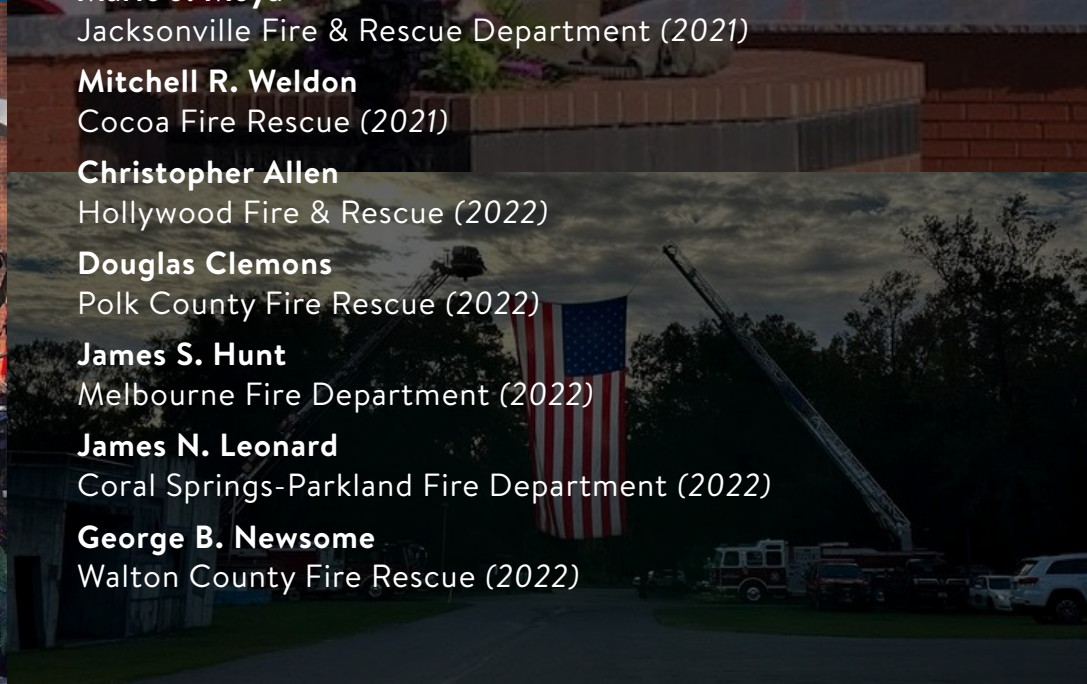 Jacksonville Fire & Rescue Department (2021)
Mitchell R. Weldon
Cocoa Fire Rescue (2021)
Christopher Allen
Hollywood Fire & Rescue (2022)
Douglas Clemons
Polk County Fire Rescue (2022)
James S. Hunt
Melbourne Fire Department (2022)
James N. Leonard
Coral Springs-Parkland Fire Department (2022)
George B. Newsome
Walton County Fire Rescue (2022)